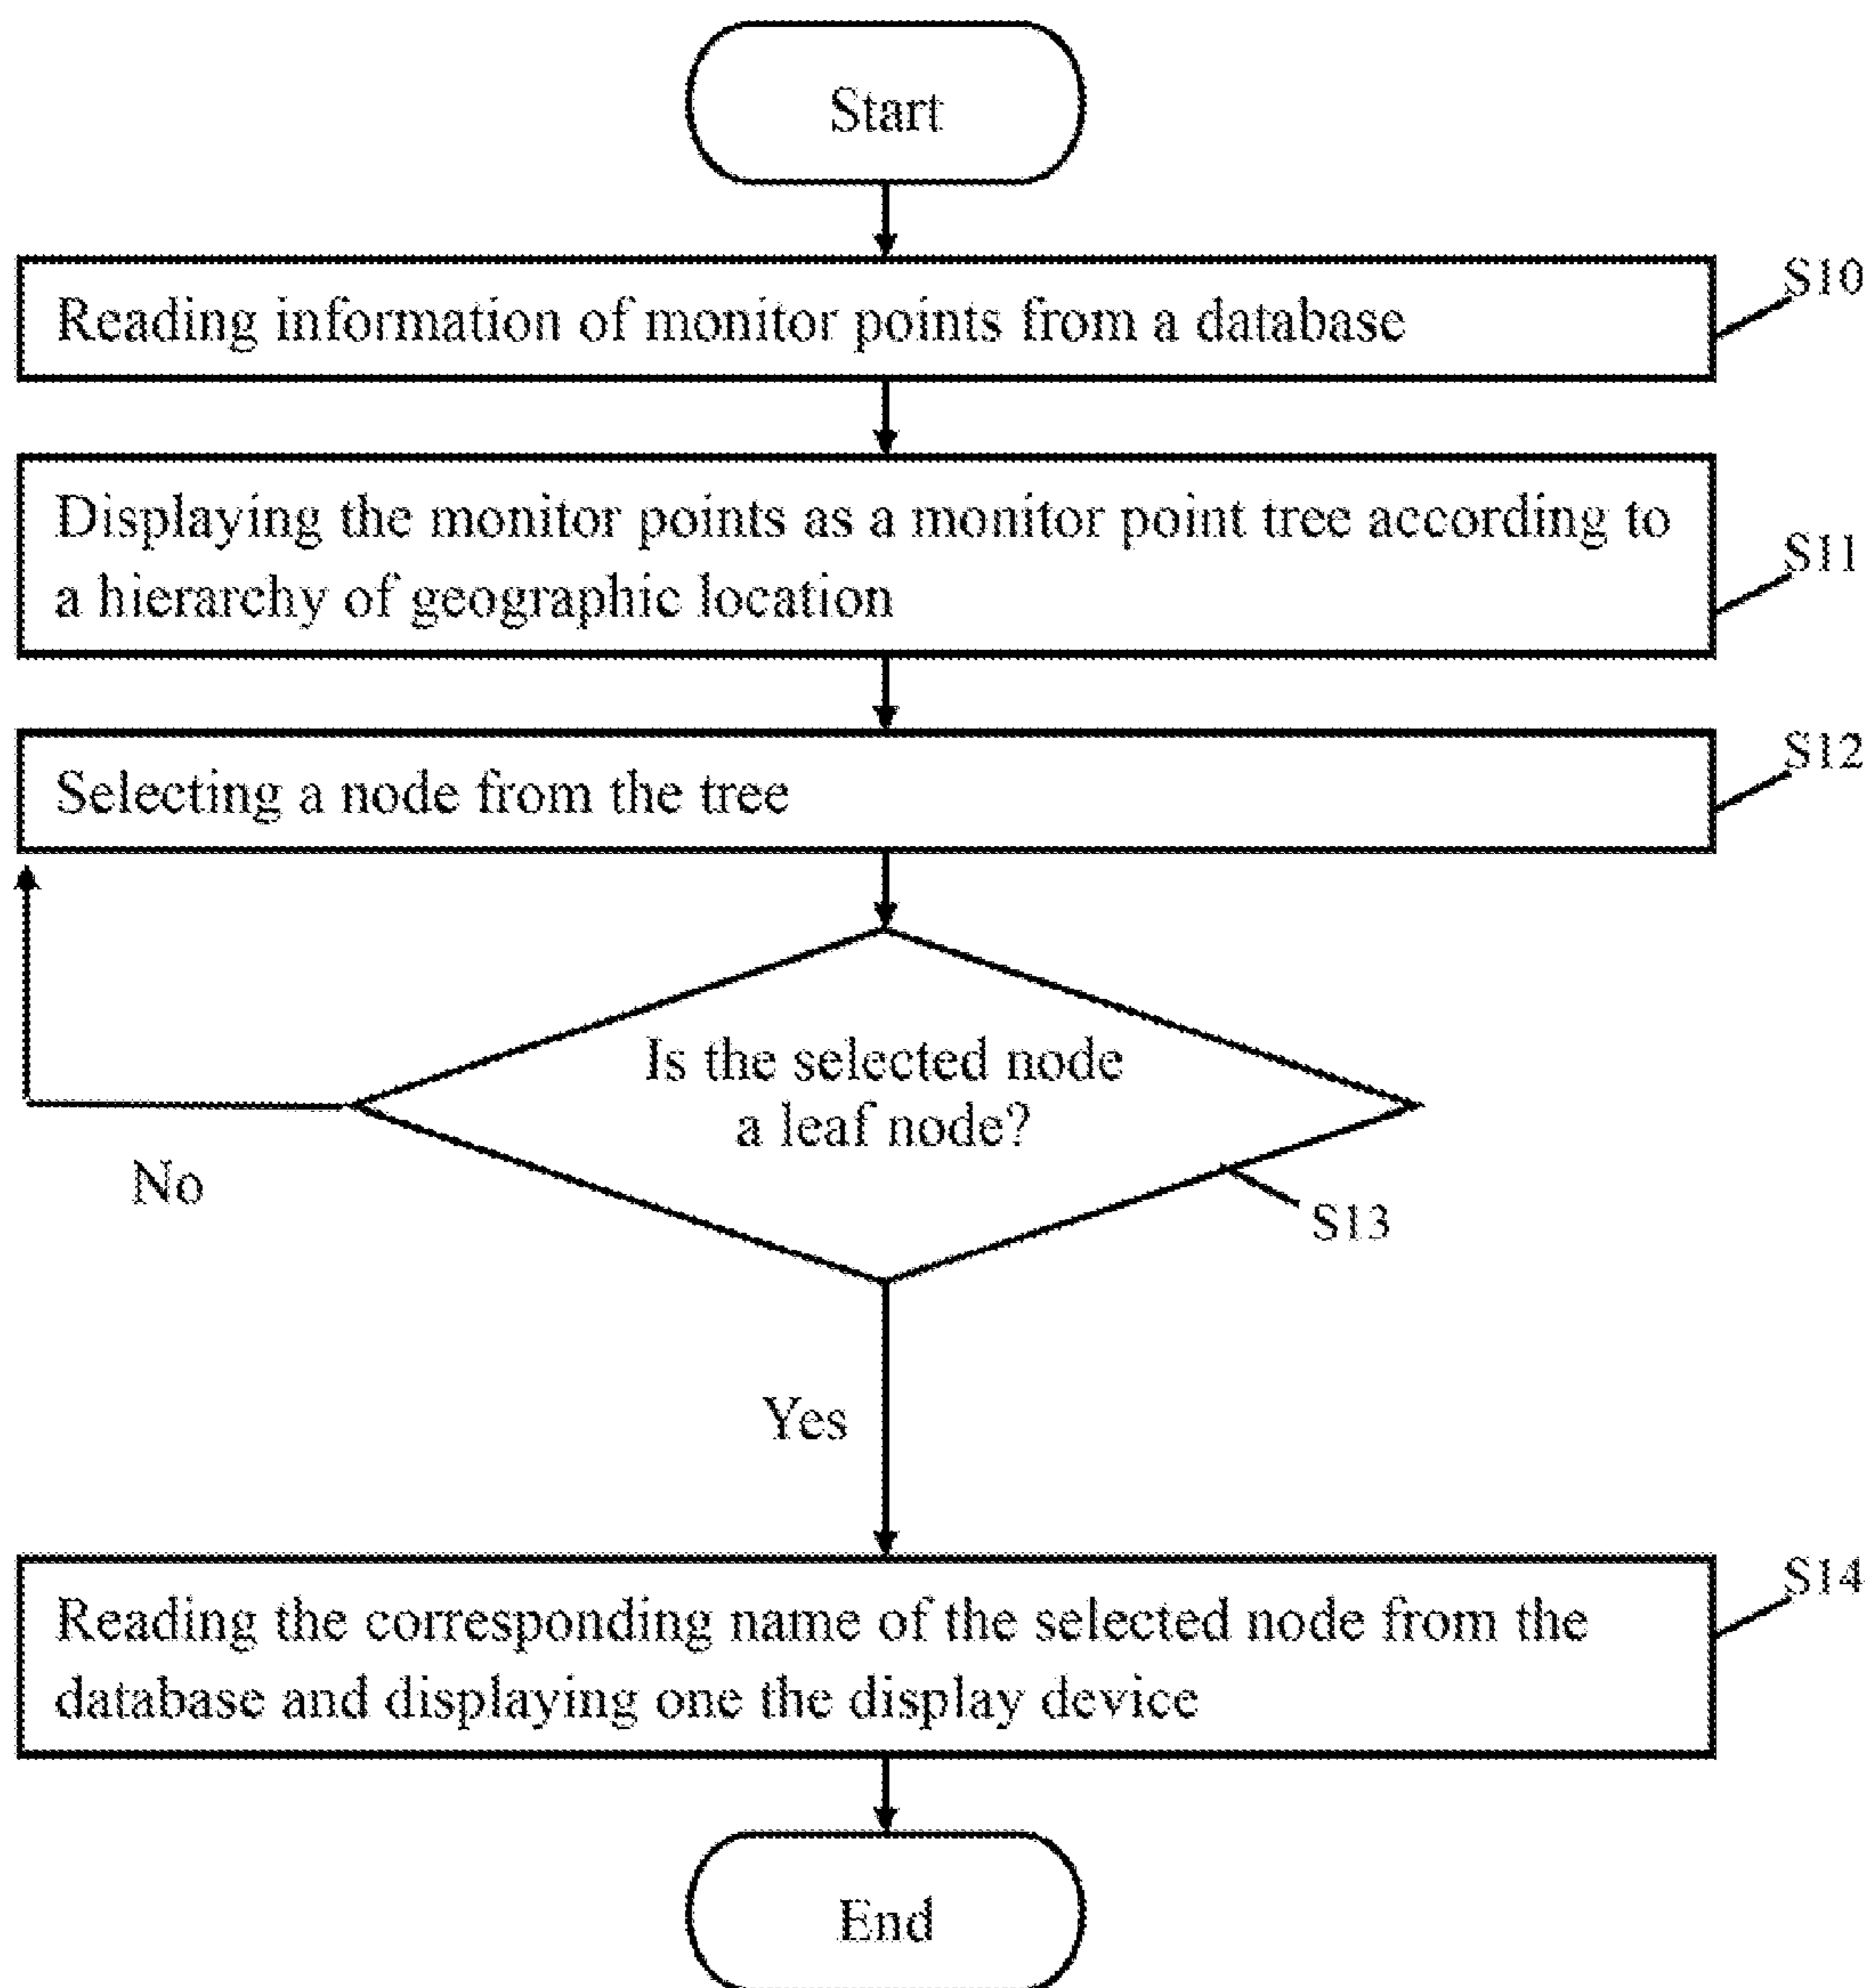 Start
Reading information of monitor points from a database
S10
Displaying the monitor points as a monitor point tree according to
a hierarchy of geographic location
S11
Selecting a node from the tree
S12
Is the selected node
a leaf node?
S13
No
Yes
Reading the corresponding name of the selected node from the
database and displaying one the display device
S14
End